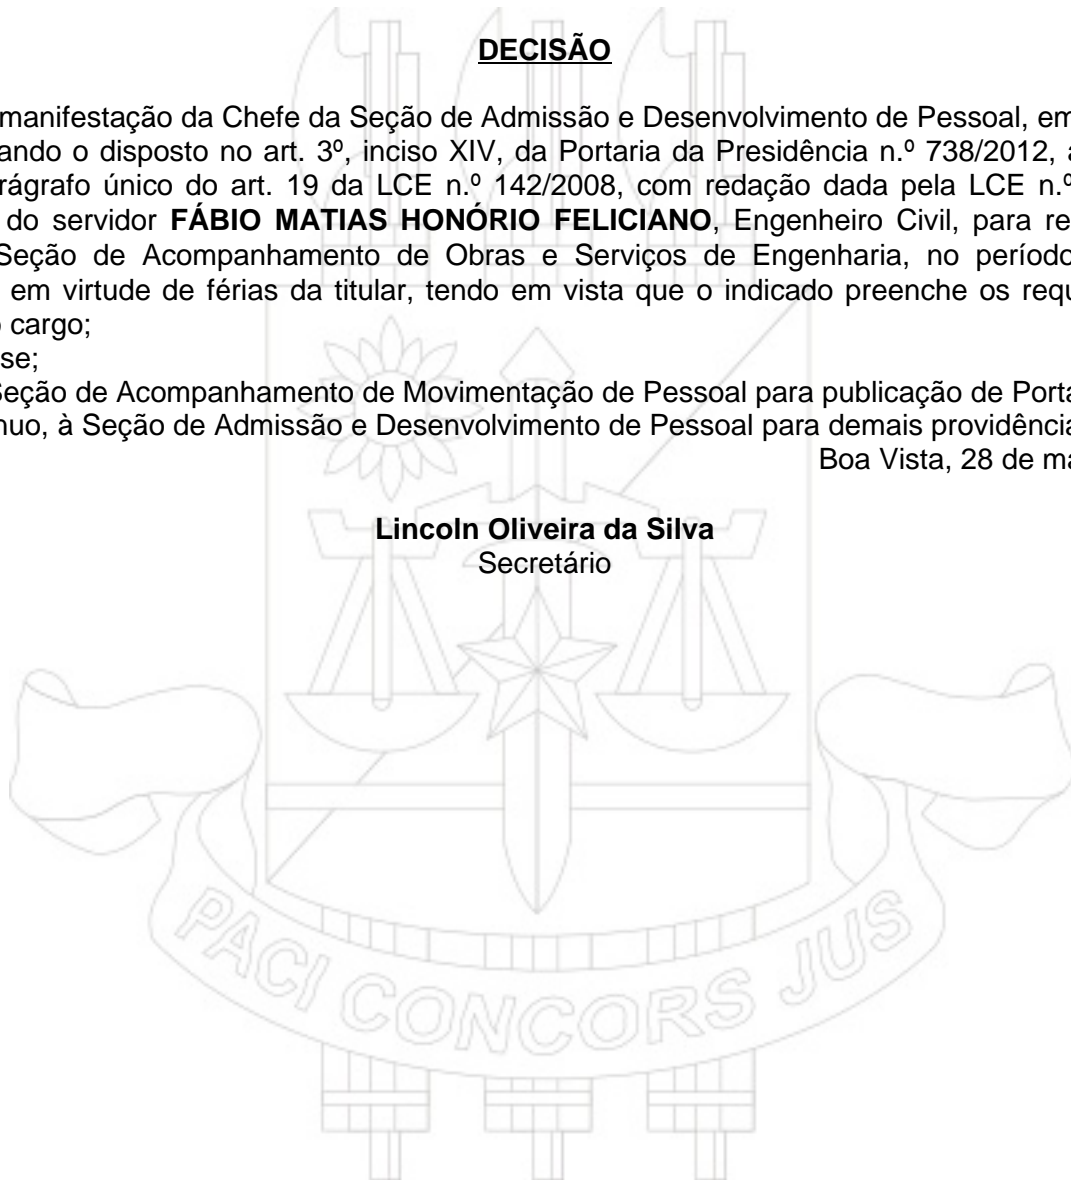 DECISÃO
manifestação da Chefe da Seção de Admissão e Desenvolvimento de Pessoal, em
ando o disposto no art. 3º, inciso XIV, da Portaria da Presidência n.º 738/2012,
rágrafo único do art. 19 da LCE n.º 142/2008, com redação dada pela LCE n.º
do servidor FÁBIO MATIAS HONÓRIO FELICIANO, Engenheiro Civil, para re
Seção de Acompanhamento de Obras e Serviços de Engenharia, no período
em virtude de férias da titular, tendo em vista que o indicado preenche os requ
o cargo;
se;
Seção de Acompanhamento de Movimentação de Pessoal para publicação de Porta
nuo, à Seção de Admissão e Desenvolvimento de Pessoal para demais providência
Boa Vista, 28 de ma
Lincoln Oliveira da Silva
Secretário
PACI CONCORS JUS